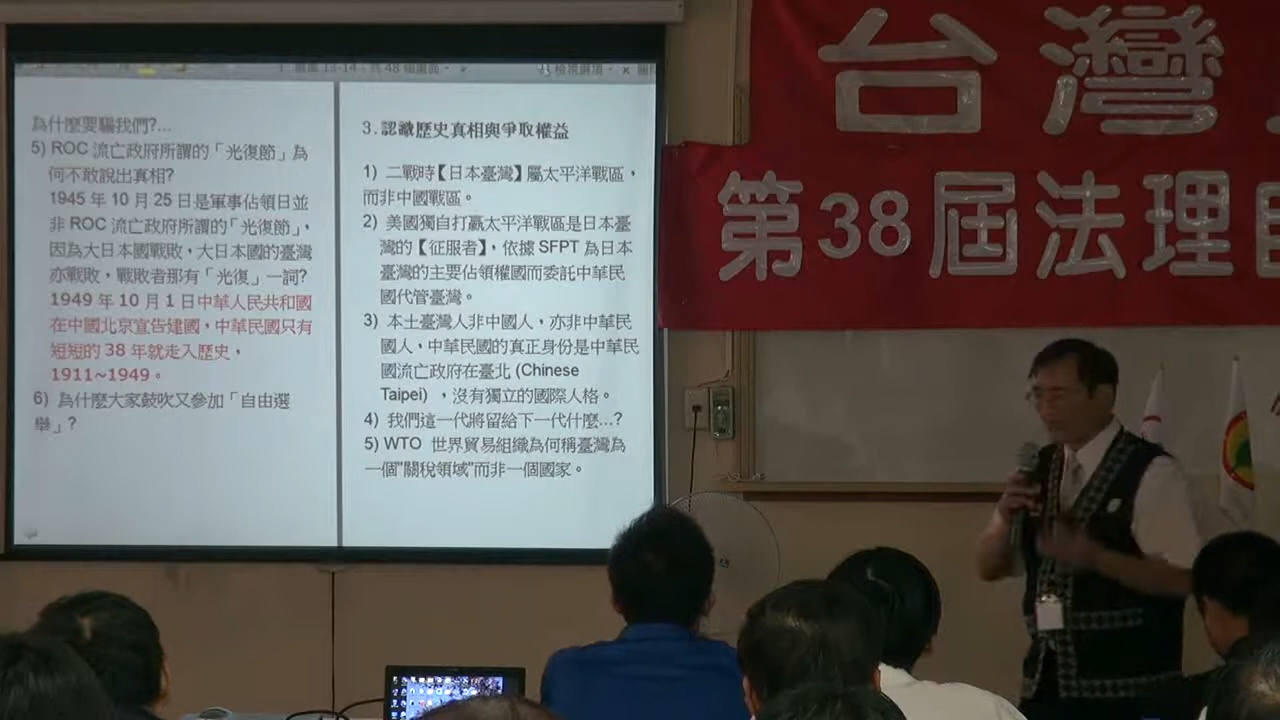 為什麼要騙我們?...
5) ROC 流亡政府所謂的「光復節」為
何不敢說出真相?
1945 年 10 月 25 日是軍事佔領日並
非 ROC 流亡政府所謂的「光復節」,
因為大日本國戰敗,大日本國的臺灣
亦戰敗,戰敗者那有「光復」一詞?
1949 年 10 月 1 日中華人民共和國
在中國北京宣告建國,中華民國只有
短短的 38 年就走入歷史,
1911~1949。
6) 為什麼大家鼓吹又參加「自由選
舉」?
3. 認識歷史真相與爭取權益
1) 二戰時【日本臺灣】屬太平洋戰區,
而非中國戰區。
2) 美國獨自打贏太平洋戰區是日本臺
灣的【征服者】,依據 SFPT 為日本
臺灣的主要佔領權國而委託中華民
國代管臺灣。
3) 本土臺灣人非中國人,亦非中華民
國人,中華民國的真正身份是中華民
國流亡政府在臺北 (Chinese
Taipei) ,沒有獨立的國際人格。
4) 我們這一代將留給下一代什麼...?
5) WTO 世界貿易組織為何稱臺灣為
一個"關稅領域"而非一個國家。
台灣
第38屆法理